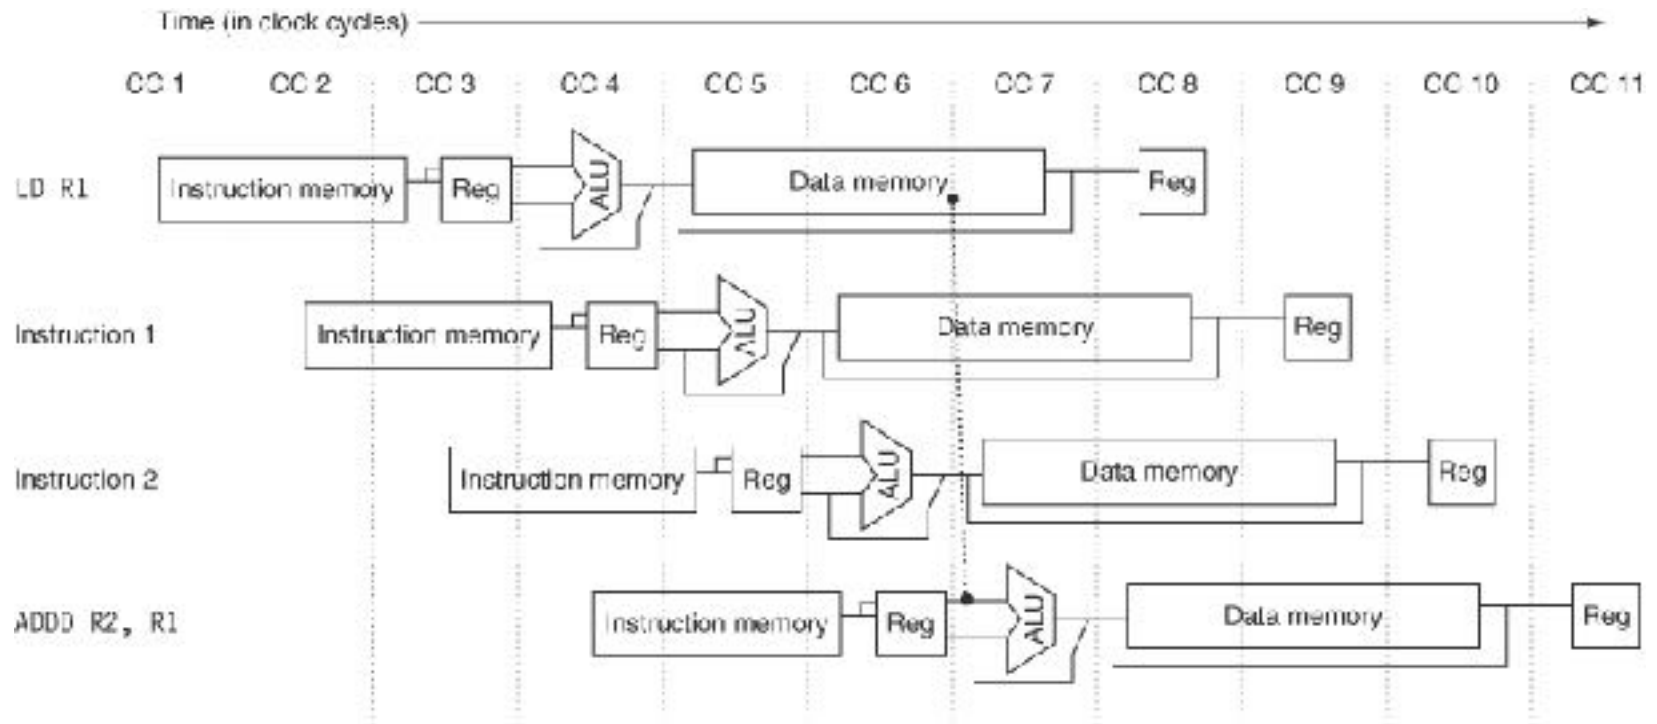 Time (in clock cycles)
CC 1 CC 2 CC 3 CC 4 CC 5 CC 6 CC 7 CC 8 CC 9 CC 10 CC 11
LD R1 Instruction memory Reg ALU Data memory Reg
Instruction 1 Instruction memory Reg ALU Data memory Reg
Instruction 2 Instruction memory Reg ALU Data memory Reg
ADDD R2, R1 Instruction memory Reg ALU Data memory Reg